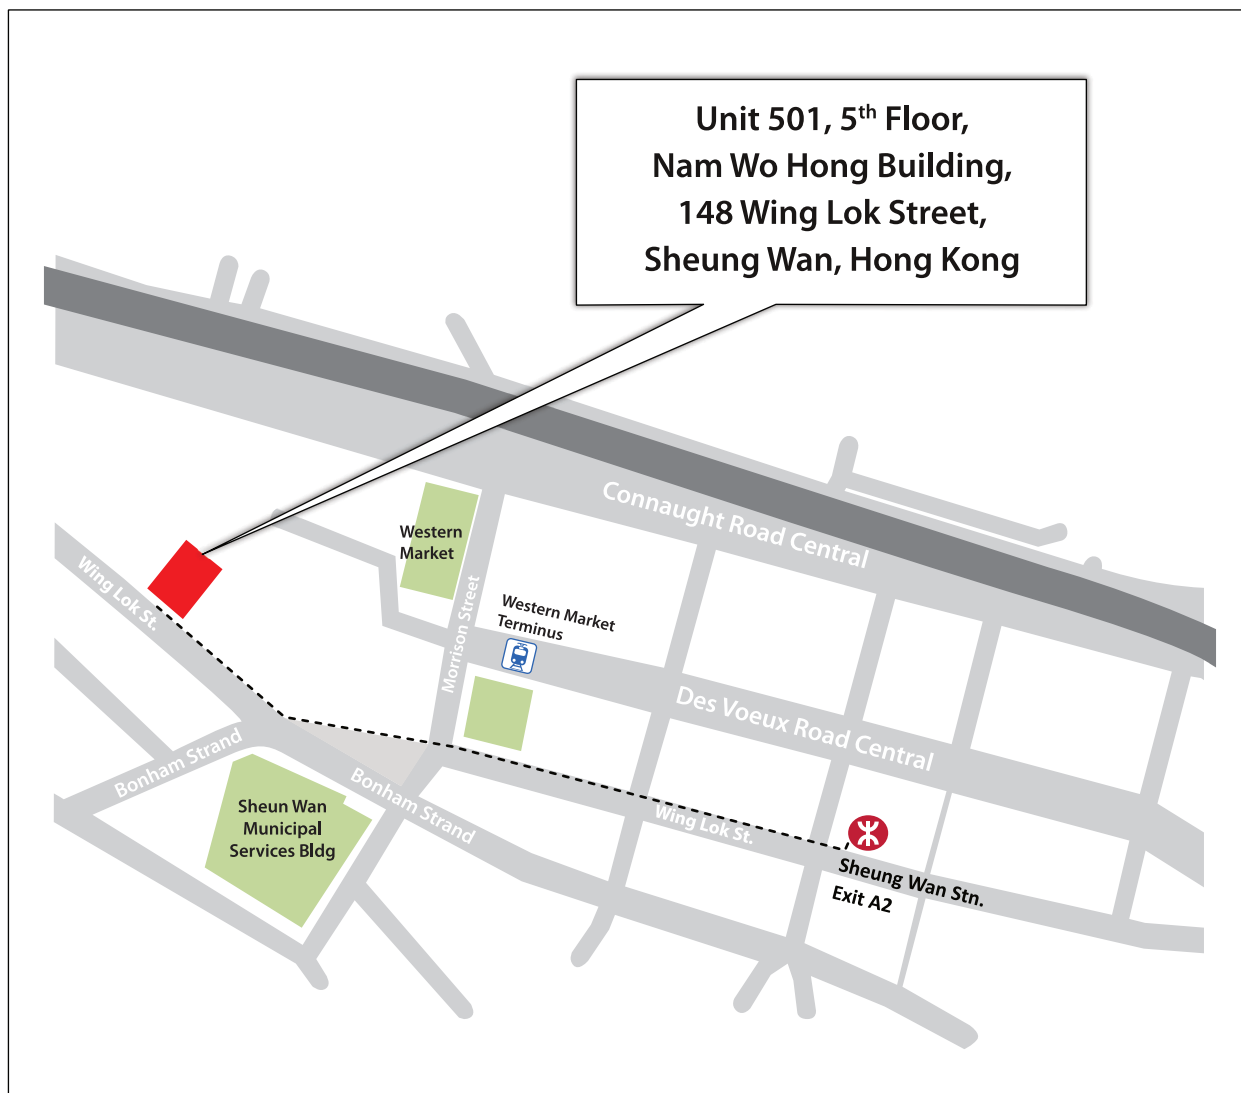 Unit 501, 5th Floor,
Nam Wo Hong Building,
148 Wing Lok Street,
Sheung Wan, Hong Kong
Connaught Road Central
Western
Market
Wing Lok St.
Morrison Street
Western Market
Terminus
Des Voeux Road Central
Bonham Strand
Bonham Strand
Sheun Wan
Municipal
Services Bldg
Wing Lok St.
Sheung Wan Stn.
Exit A2